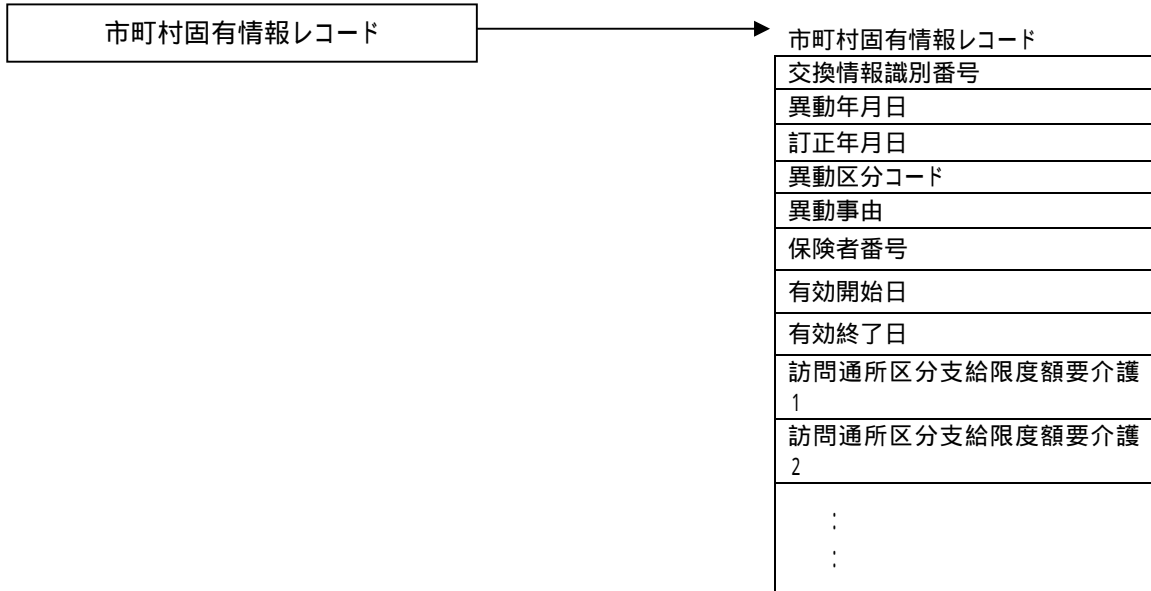 市町村固有情報レコード
市町村固有情報レコード
交換情報識別番号
異動年月日
訂正年月日
異動区分コード
異動事由
保険者番号
有効開始日
有効終了日
訪問通所区分支給限度額要介護
1
訪問通所区分支給限度額要介護
2
：
：